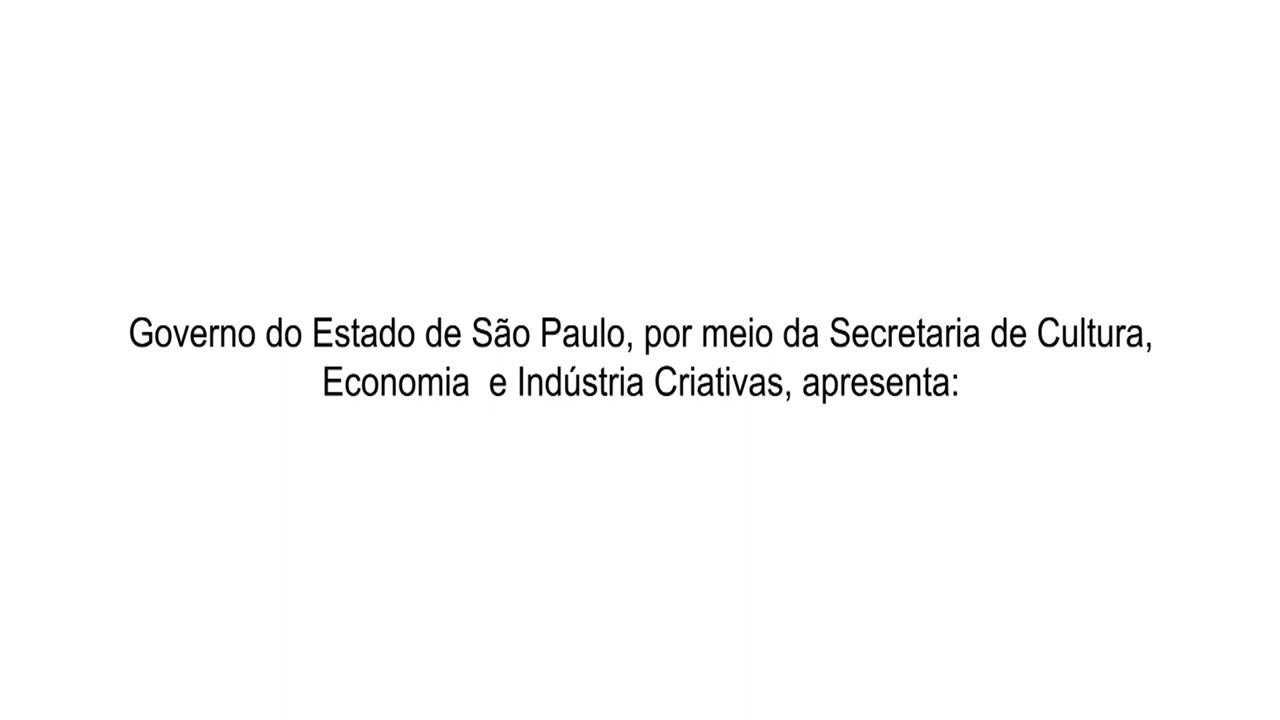 Governo do Estado de São Paulo, por meio da Secretaria de Cultura,
Economia  e Indústria Criativas, apresenta: